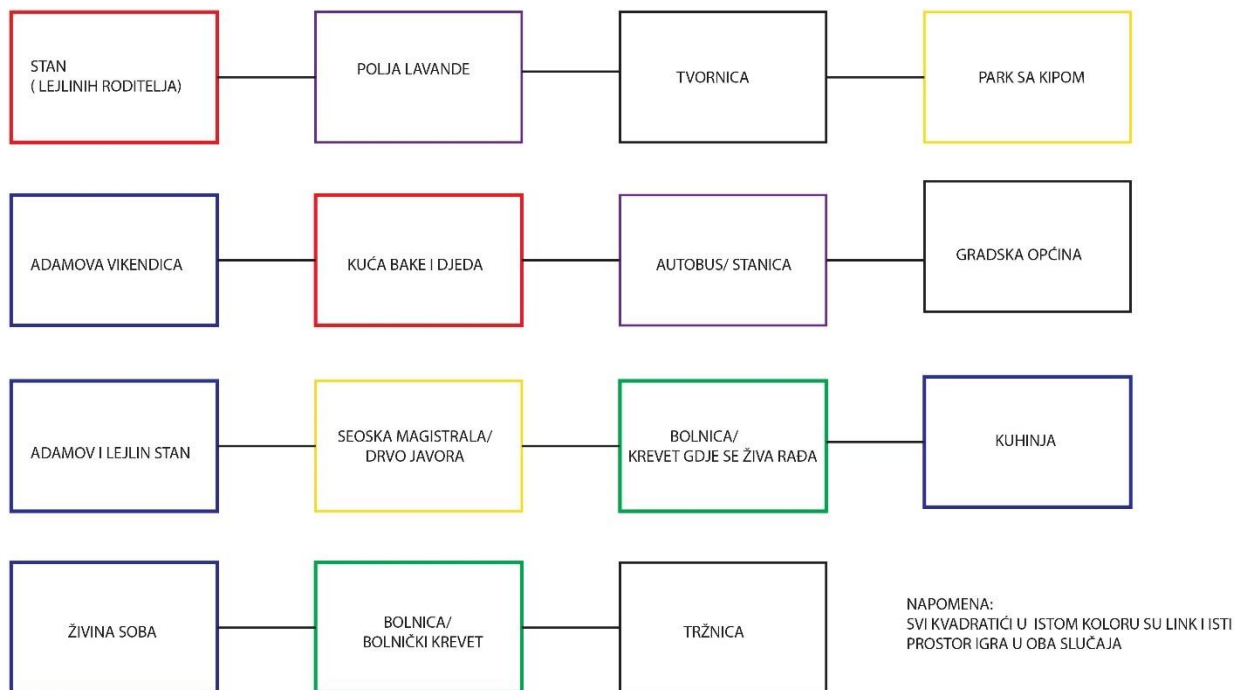 STAN
( LEJLINIH RODITELJA)
POLJA LAVANDE
TVORNICA
PARK SA KIPOM
ADAMOVA VIKENDICA
KUĆA BAKE I DJEDA
AUTOBUS/ STANICA
GRADSKA OPĆINA
ADAMOV I LEJLIN STAN
SEOSKA MAGISTRALA/
DRVO JAVORA
BOLNICA/
KREVET GDJE SE ŽIVA RAĐA
KUHINJA
ŽIVINA SOBA
BOLNICA/
BOLNIČKI KREVET
TRŽNICA
NAPOMENA:
SVI KVADRATIĆI U ISTOM KOLORU SU LINK I ISTI
PROSTOR IGRA U OBA SLUČAJA